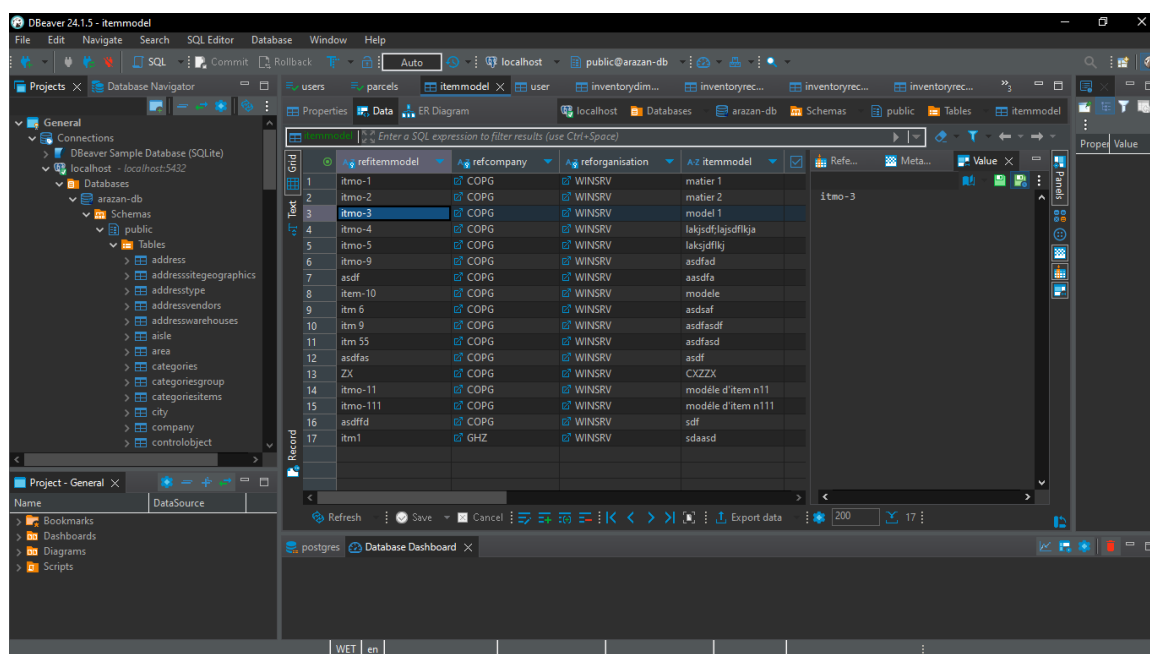 DBeaver 24.1.5 - itemmodel
File Edit Navigate Search SQL Editor Database Window Help
SQL Commit Rollback Auto localhost public@arazan-db
Projects Database Navigator
users parcels itemmodel user inventorydim... inventoryrec... inventoryrec... inventoryrec... »3
Properties Data ER Diagram localhost Databases arazan-db Schemas public Tables itemmodel
itemmodel Enter a SQL expression to filter results (use Ctrl+Space)
General
Connections
DBeaver Sample Database (SQLite)
localhost - localhost:5432
Databases
arazan-db
Schemas
public
Tables
address
addresssitegeographics
addresstype
addressvendors
addresswarehouses
aisle
area
categories
categoriesgroup
categoriesitems
city
company
controlobject
Grid
Text
Record
refitemmodel refcompany reforganisation itemmodel
1 itmo-1 COPG WINSRV matier 1
2 itmo-2 COPG WINSRV matier 2
3 itmo-3 COPG WINSRV model 1
4 itmo-4 COPG WINSRV lakjsdf;lajsdflkja
5 itmo-5 COPG WINSRV laksjdflkj
6 itmo-9 COPG WINSRV asdfad
7 asdf COPG WINSRV aasdfa
8 item-10 COPG WINSRV modele
9 itm 6 COPG WINSRV asdsaf
10 itm 9 COPG WINSRV asdfasdf
11 itm 55 COPG WINSRV asdfasd
12 asdfas COPG WINSRV asdf
13 ZX COPG WINSRV CXZZX
14 itmo-11 COPG WINSRV modéle d'item n11
15 itmo-111 COPG WINSRV modéle d'item n111
16 asdffd COPG WINSRV sdf
17 itm1 GHZ WINSRV sdaasd
Refe... Meta... Value
itmo-3
Panels
Proper Value
Refresh Save Cancel Export data 200 17
Project - General
Name DataSource
Bookmarks
Dashboards
Diagrams
Scripts
postgres Database Dashboard
WET en